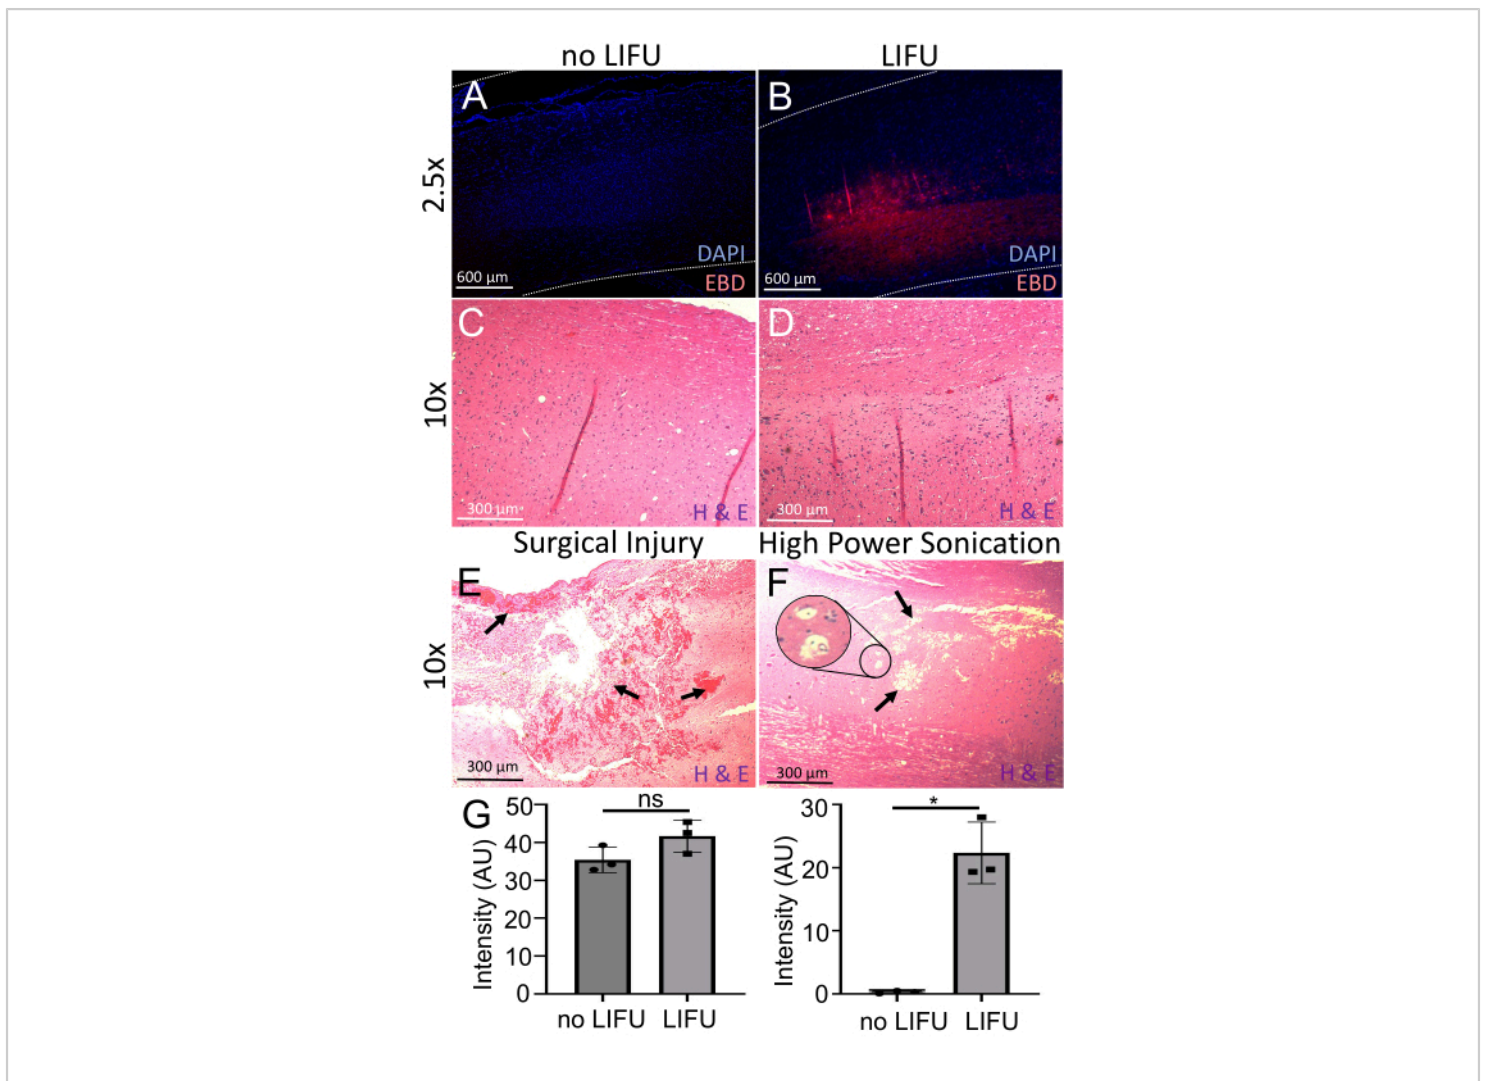 no LIFU LIFU
2.5x
A
DAPI
600 µm
EBD
B
DAPI
600 µm
EBD
10x
C
300 µm
H & E
D
300 µm
H & E
Surgical Injury High Power Sonication
10x
E
300 µm
H & E
F
300 µm
H & E
G
ns
Intensity (AU)
50
40
30
20
10
0
no LIFU LIFU
*
Intensity (AU)
30
20
10
0
no LIFU LIFU